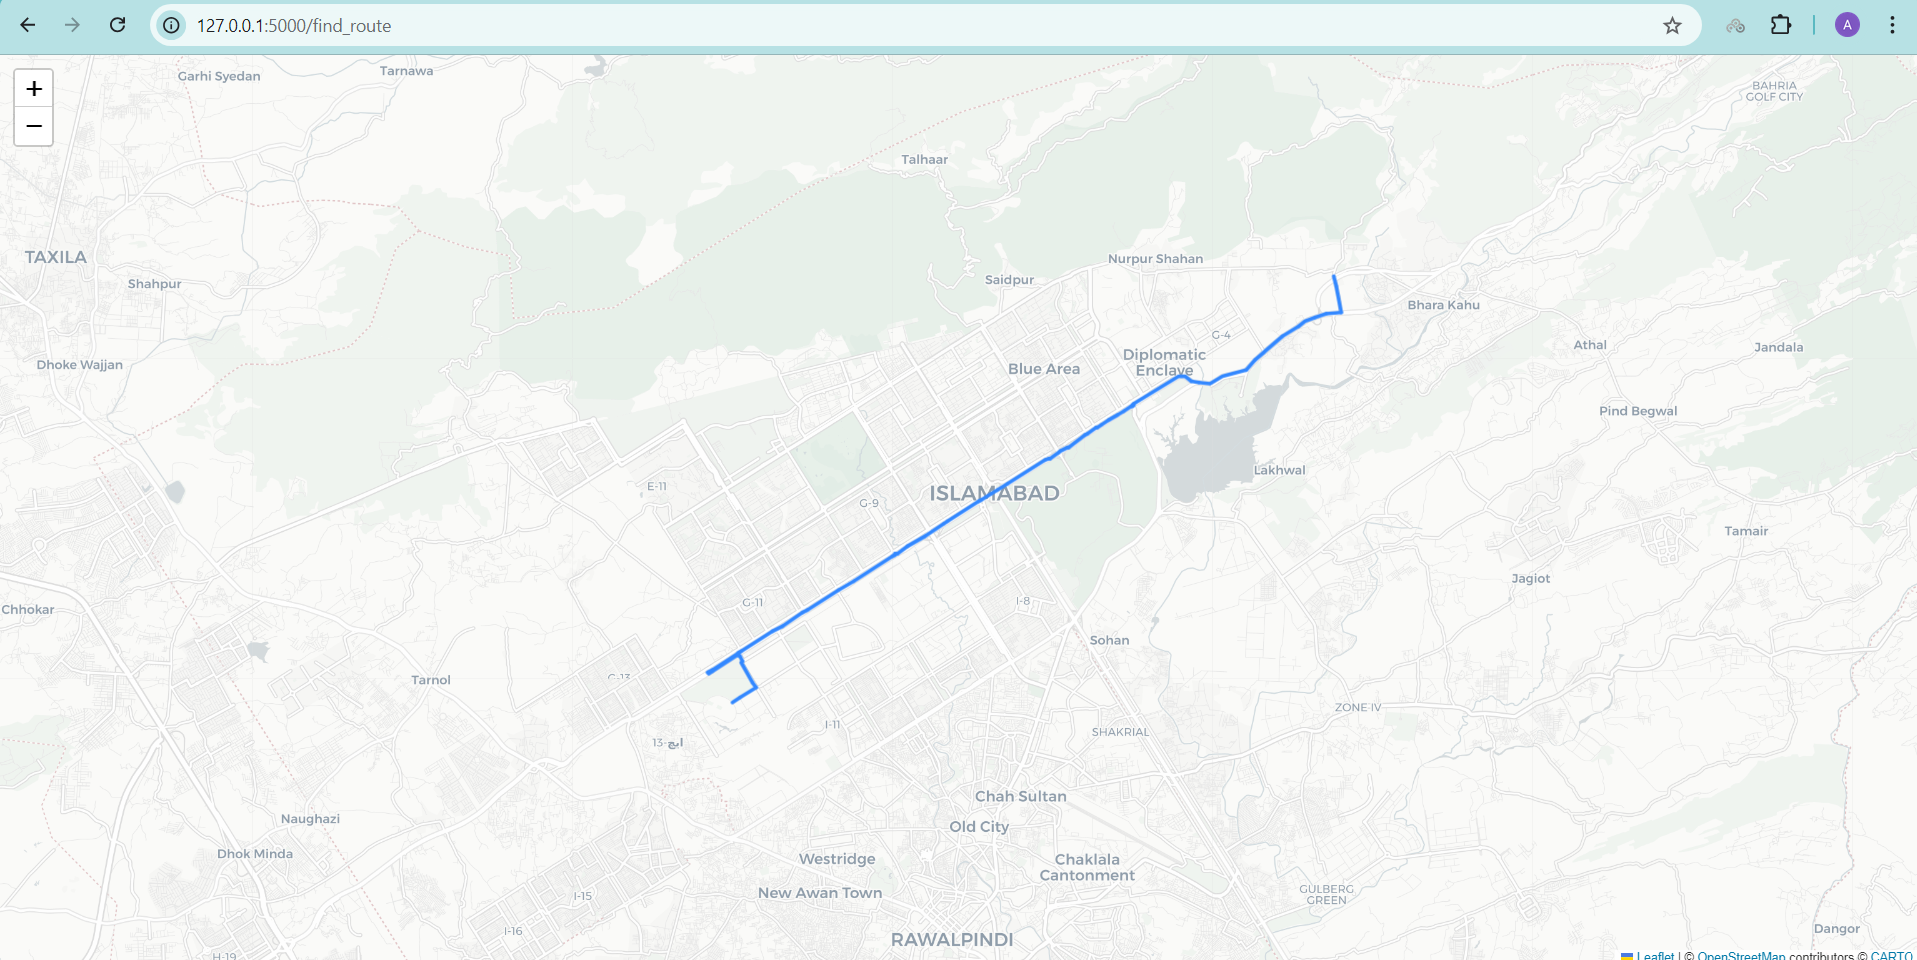 127.0.0.1:5000/find_route
A
+
−
Garhi Syedan
Tarnawa
BAHRIA
GOLF CITY
Talhaar
TAXILA
Nurpur Shahan
Shahpur
Saidpur
Bhara Kahu
G-4
Athal
Jandala
Diplomatic
Enclave
Blue Area
Dhoke Wajjan
Pind Begwal
Lakhwal
E-11
ISLAMABAD
G-9
Tamair
Jagiot
Chhokar
G-11
I-8
Sohan
Tarnol
G-13
ZONE IV
I-11
SHAKRIAL
ایچ-13
Chah Sultan
Naughazi
Old City
Dhok Minda
Westridge
Chaklala
Cantonment
New Awan Town
I-15
GULBERG
GREEN
I-16
Dangor
RAWALPINDI
H-19
Leaflet | © OpenStreetMap contributors © CARTO